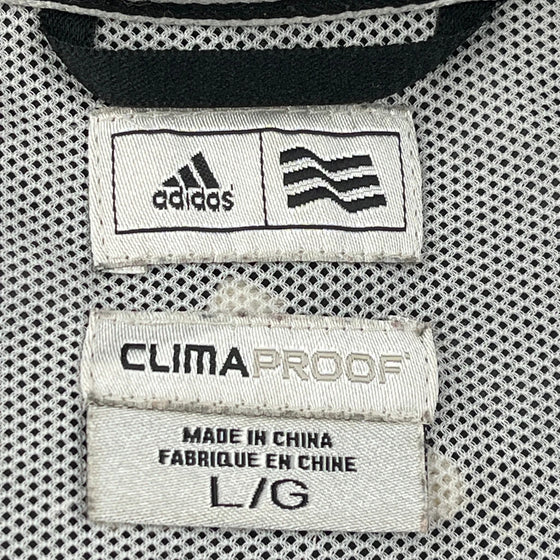 adidas
CLIMAPROOF
MADE IN CHINA
FABRIQUE EN CHINE
L/G